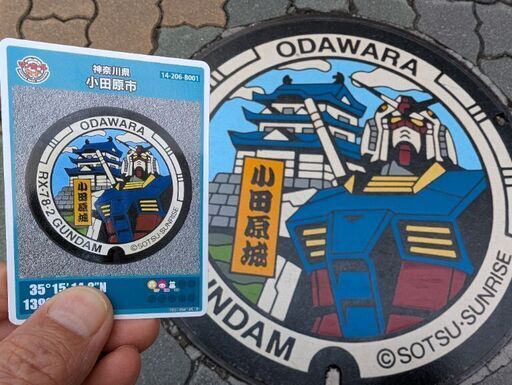 神奈川県
小田原市
14-206-B001
ODAWARA
小田原城
RX-78-2 GUNDAM
©SOTSU・SUNRISE
35°15'
"N
ODAWARA
小田原城
NDAM
©SOTSU・SUNRISE